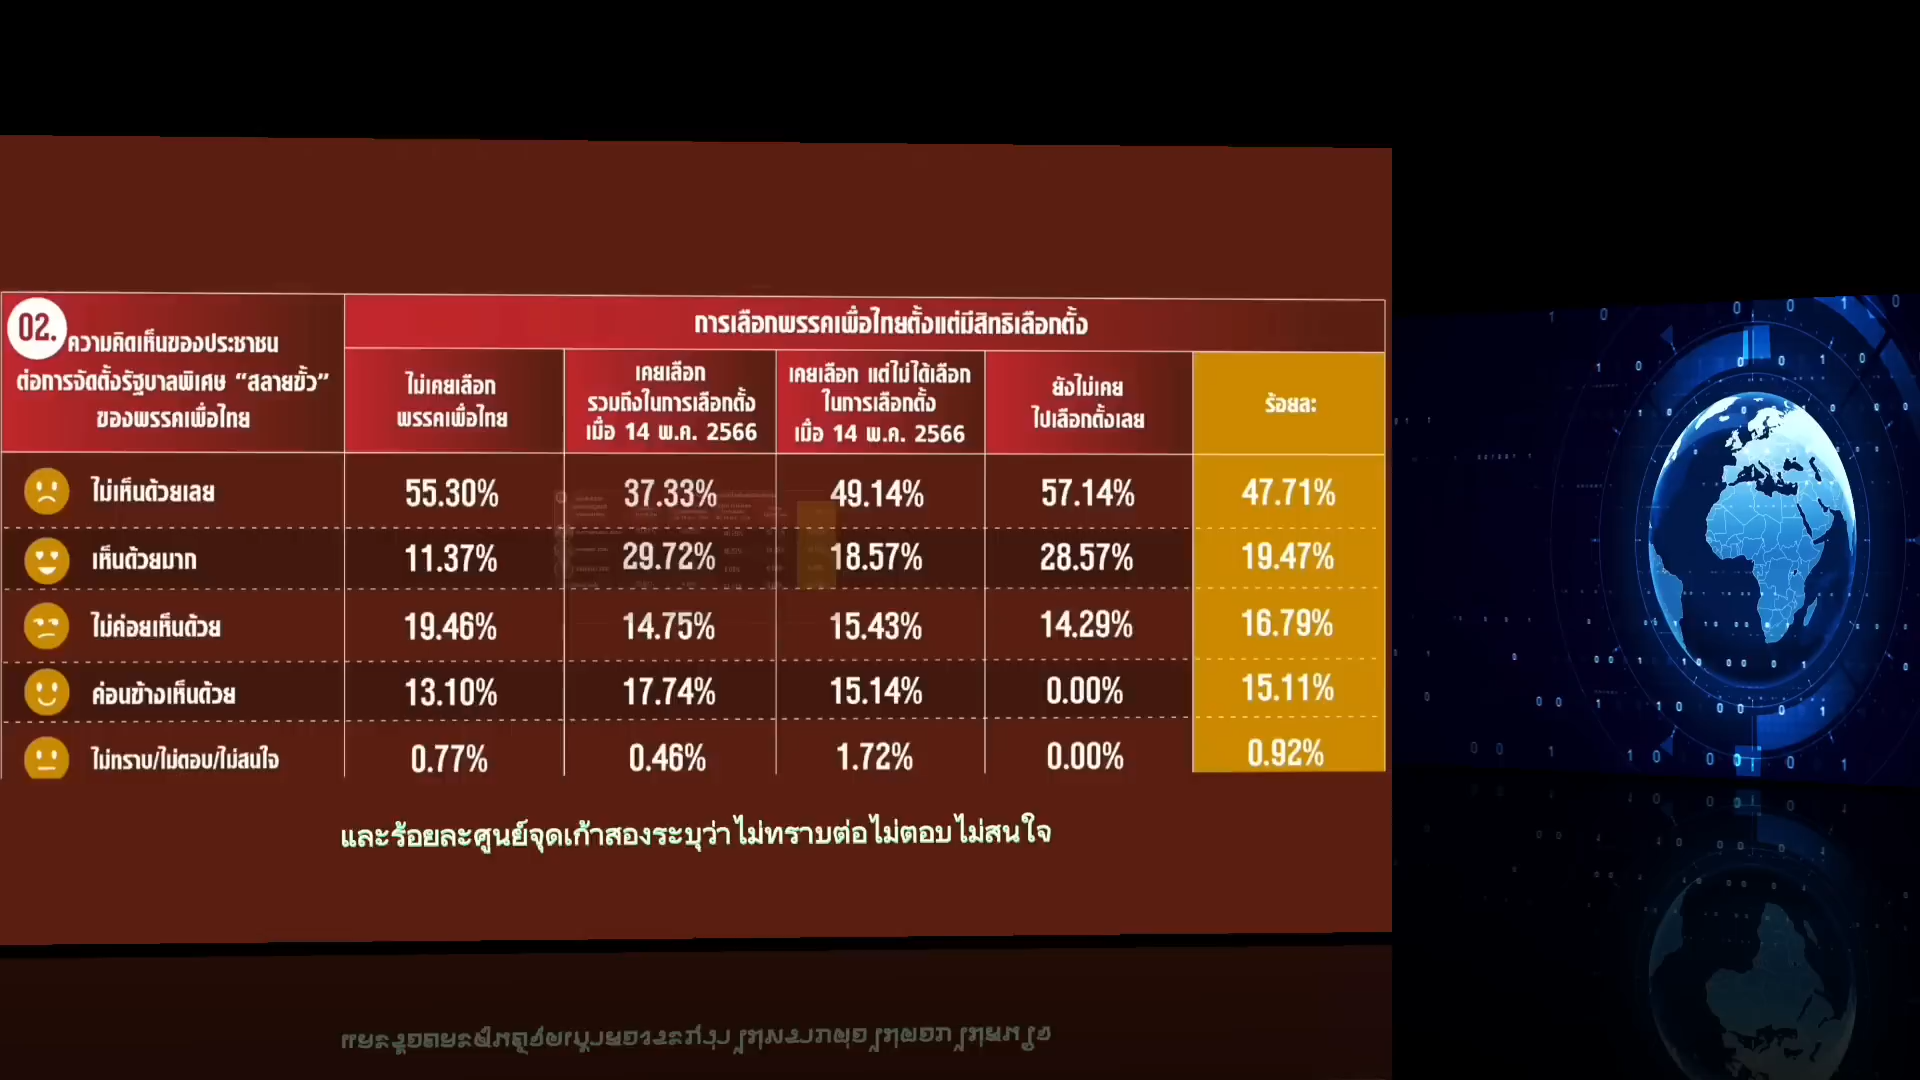 02.
ความคิดเห็นของประชาชน
ต่อการจัดตั้งรัฐบาลพิเศษ “สลายขั้ว”
ของพรรคเพื่อไทย
การเลือกพรรคเพื่อไทยตั้งแต่มีสิทธิเลือกตั้ง
ไม่เคยเลือก
พรรคเพื่อไทย
เคยเลือก
รวมถึงในการเลือกตั้ง
เมื่อ 14 พ.ค. 2566
เคยเลือก แต่ไม่ได้เลือก
ในการเลือกตั้ง
เมื่อ 14 พ.ค. 2566
ยังไม่เคย
ไปเลือกตั้งเลย
ร้อยละ
ไม่เห็นด้วยเลย 55.30% 37.33% 49.14% 57.14% 47.71%
เห็นด้วยมาก 11.37% 29.72% 18.57% 28.57% 19.47%
ไม่ค่อยเห็นด้วย 19.46% 14.75% 15.43% 14.29% 16.79%
ค่อนข้างเห็นด้วย 13.10% 17.74% 15.14% 0.00% 15.11%
ไม่ทราบ/ไม่ตอบ/ไม่สนใจ 0.77% 0.46% 1.72% 0.00% 0.92%
และร้อยละศูนย์จุดเก้าสองระบุว่าไม่ทราบต่อไม่ตอบไม่สนใจ